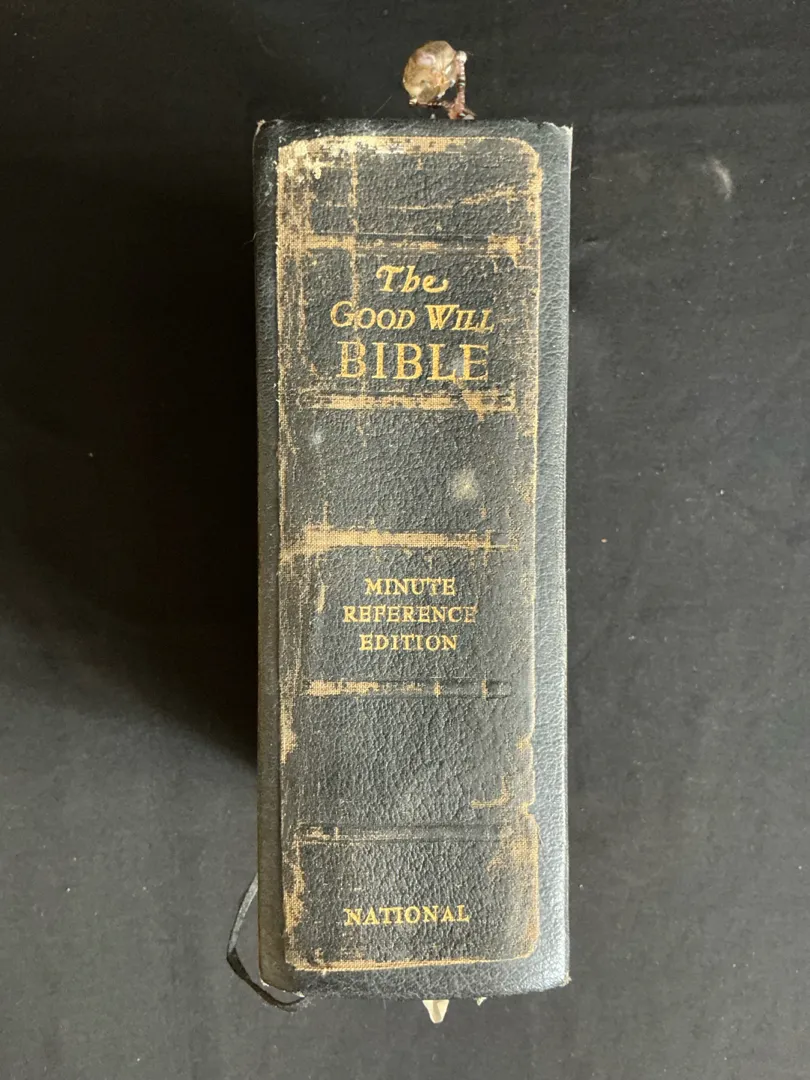 The
GOOD WILL
BIBLE
MINUTE
REFERENCE
EDITION
NATIONAL